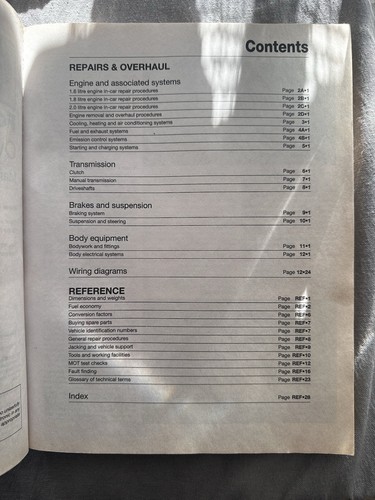 Contents
REPAIRS & OVERHAUL
Engine and associated systems
1.6 litre engine in-car repair procedures Page 2A•1
1.8 litre engine in-car repair procedures Page 2B•1
2.0 litre engine in-car repair procedures Page 2C•1
Engine removal and overhaul procedures Page 2D•1
Cooling, heating and air conditioning systems Page 3•1
Fuel and exhaust systems Page 4A•1
Emission control systems Page 4B•1
Starting and charging systems Page 5•1
Transmission
Clutch Page 6•1
Manual transmission Page 7•1
Driveshafts Page 8•1
Brakes and suspension
Braking system Page 9•1
Suspension and steering Page 10•1
Body equipment
Bodywork and fittings Page 11•1
Body electrical systems Page 12•1
Wiring diagrams Page 12•24
REFERENCE
Dimensions and weights Page REF•1
Fuel economy Page REF•2
Conversion factors Page REF•6
Buying spare parts Page REF•7
Vehicle identification numbers Page REF•7
General repair procedures Page REF•8
Jacking and vehicle support Page REF•9
Tools and working facilities Page REF•10
MOT test checks Page REF•12
Fault finding Page REF•16
Glossary of technical terms Page REF•23
Index Page REF•28